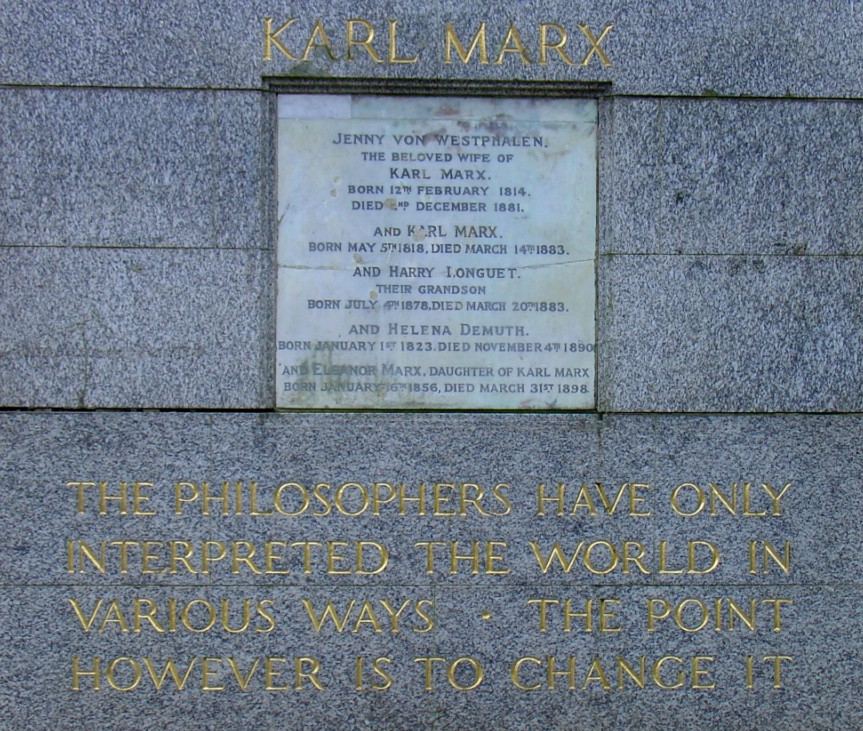 KARL MARX
JENNY VON WESTPHALEN,
THE BELOVED WIFE OF
KARL MARX.
BORN 12TH FEBRUARY 1814.
DIED 2ND DECEMBER 1881.
AND KARL MARX.
BORN MAY 5TH 1818, DIED MARCH 14TH 1883.
AND HARRY LONGUET.
THEIR GRANDSON
BORN JULY 4TH 1878, DIED MARCH 20TH 1883.
AND HELENA DEMUTH.
BORN JANUARY 1ST 1823. DIED NOVEMBER 4TH 1890
AND ELEANOR MARX, DAUGHTER OF KARL MARX
BORN JANUARY 16TH 1856, DIED MARCH 31ST 1898
THE PHILOSOPHERS HAVE ONLY
INTERPRETED THE WORLD IN
VARIOUS WAYS · THE POINT
HOWEVER IS TO CHANGE IT